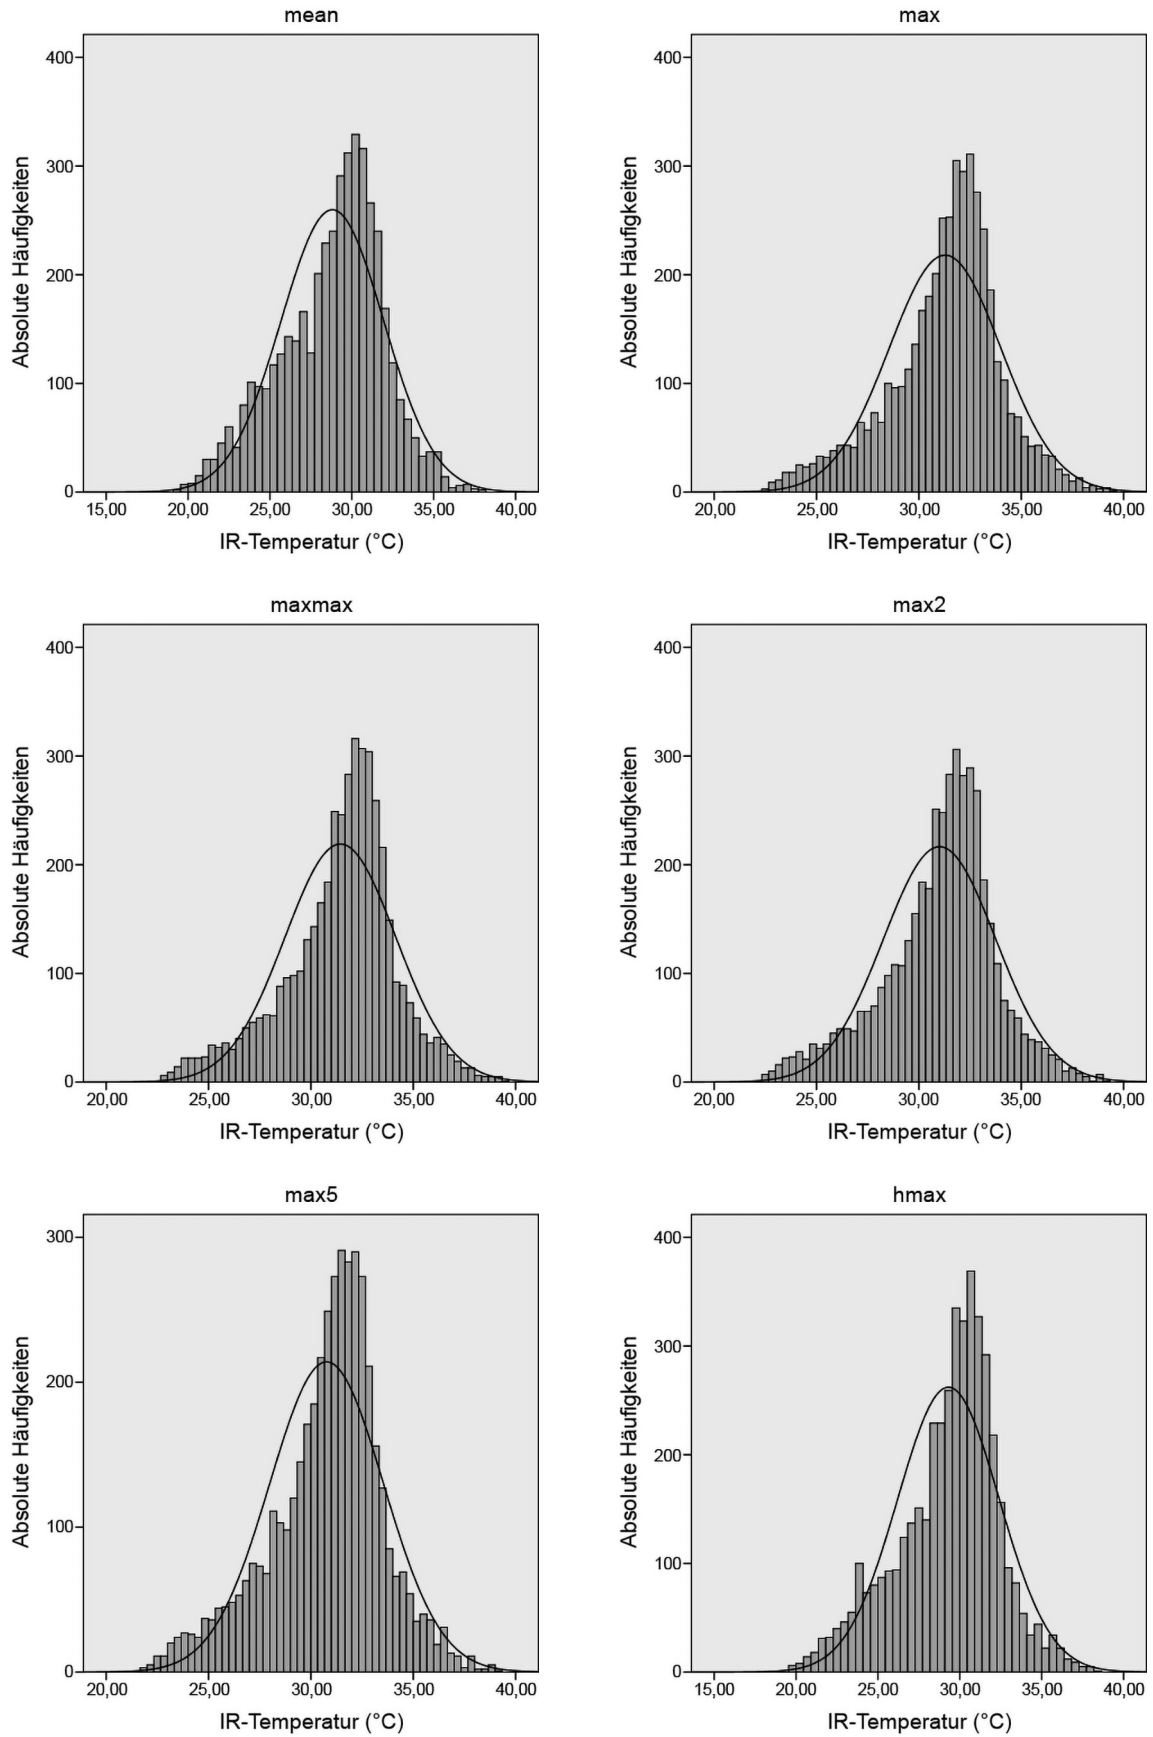 mean
400
300
200
100
0
Absolute Häufigkeiten
15,00 20,00 25,00 30,00 35,00 40,00
IR-Temperatur (°C)
max
400
300
200
100
0
Absolute Häufigkeiten
20,00 25,00 30,00 35,00 40,00
IR-Temperatur (°C)
maxmax
400
300
200
100
0
Absolute Häufigkeiten
20,00 25,00 30,00 35,00 40,00
IR-Temperatur (°C)
max2
400
300
200
100
0
Absolute Häufigkeiten
20,00 25,00 30,00 35,00 40,00
IR-Temperatur (°C)
max5
300
200
100
0
Absolute Häufigkeiten
20,00 25,00 30,00 35,00 40,00
IR-Temperatur (°C)
hmax
400
300
200
100
0
Absolute Häufigkeiten
15,00 20,00 25,00 30,00 35,00 40,00
IR-Temperatur (°C)